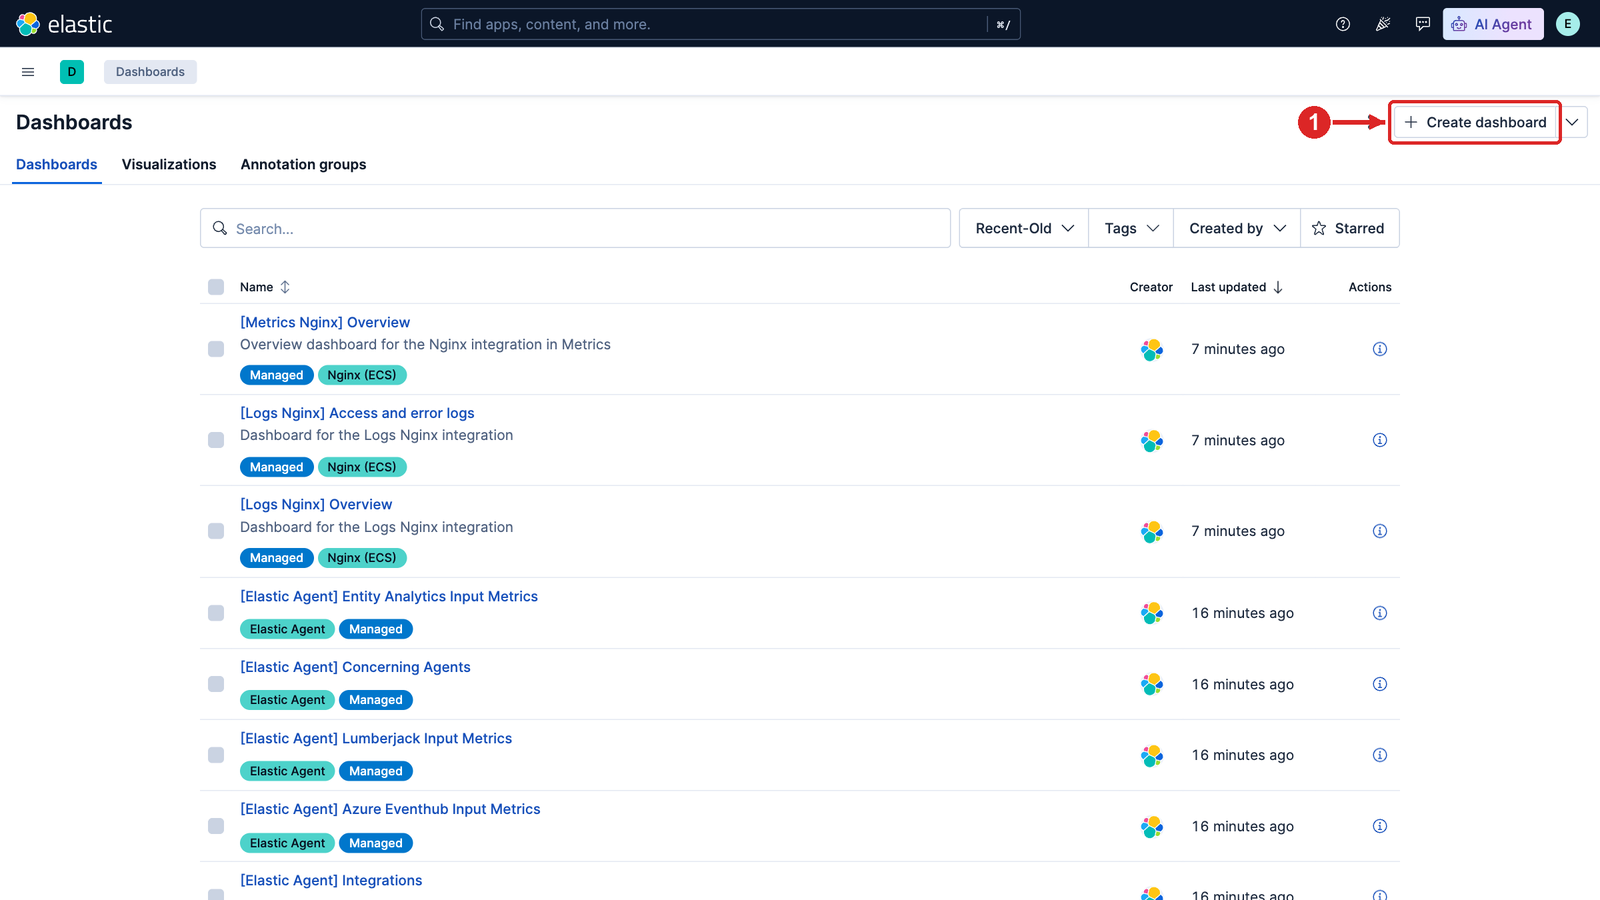 elastic
Find apps, content, and more.
⌘/
AI Agent
E
D
Dashboards
Dashboards
1
Create dashboard
Dashboards
Visualizations
Annotation groups
Search...
Recent-Old
Tags
Created by
Starred
Name
Creator
Last updated
Actions
[Metrics Nginx] Overview
Overview dashboard for the Nginx integration in Metrics
7 minutes ago
Managed
Nginx (ECS)
[Logs Nginx] Access and error logs
Dashboard for the Logs Nginx integration
7 minutes ago
Managed
Nginx (ECS)
[Logs Nginx] Overview
Dashboard for the Logs Nginx integration
7 minutes ago
Managed
Nginx (ECS)
[Elastic Agent] Entity Analytics Input Metrics
16 minutes ago
Elastic Agent
Managed
[Elastic Agent] Concerning Agents
16 minutes ago
Elastic Agent
Managed
[Elastic Agent] Lumberjack Input Metrics
16 minutes ago
Elastic Agent
Managed
[Elastic Agent] Azure Eventhub Input Metrics
16 minutes ago
Elastic Agent
Managed
[Elastic Agent] Integrations
16 minutes ago